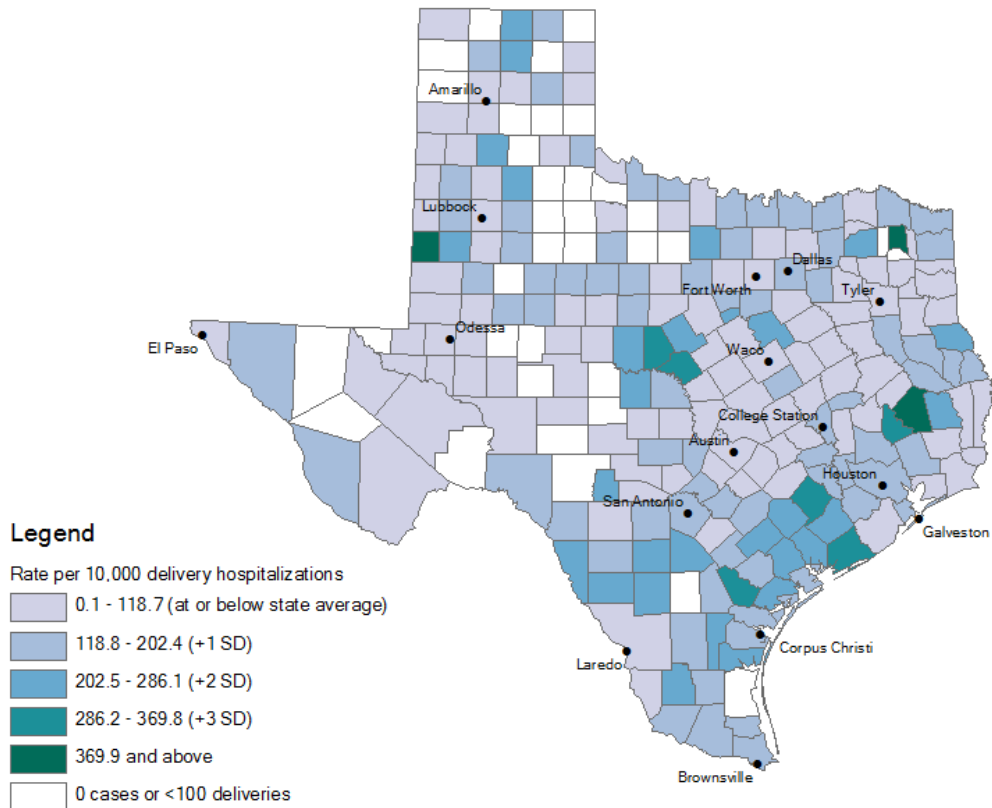 Amarillo
Lubbock
Dallas
Fort Worth
Tyler
Odessa
El Paso
Waco
College Station
Austin
Houston
San Antonio
Galveston
Corpus Christi
Laredo
Brownsville
Legend
Rate per 10,000 delivery hospitalizations
0.1 - 118.7 (at or below state average)
118.8 - 202.4 (+1 SD)
202.5 - 286.1 (+2 SD)
286.2 - 369.8 (+3 SD)
369.9 and above
0 cases or <100 deliveries